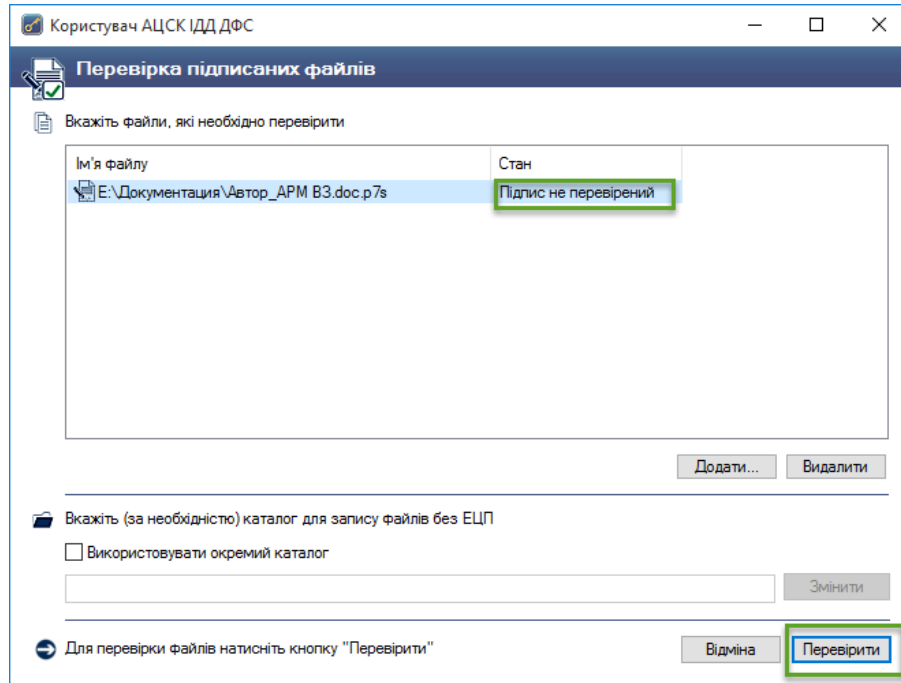 Користувач АЦСК ІДД ДФС
Перевірка підписаних файлів
Вкажіть файли, які необхідно перевірити
Ім'я файлу Стан
E:\Документация\Автор_АРМ ВЗ.doc.p7s Підпис не перевірений
Додати... Видалити
Вкажіть (за необхідністю) каталог для запису файлів без ЕЦП
Використовувати окремий каталог
Змінити
Для перевірки файлів натисніть кнопку "Перевірити" Відміна Перевірити